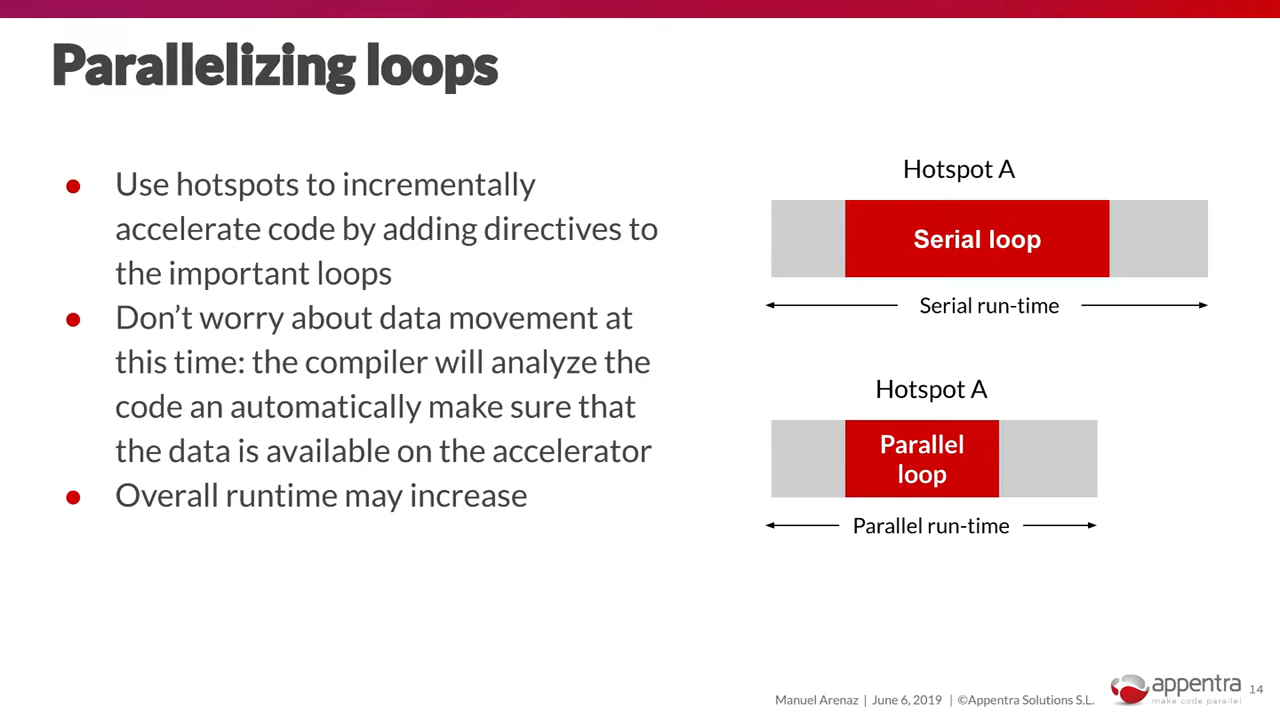 Parallelizing loops
● Use hotspots to incrementally
accelerate code by adding directives to
the important loops
● Don’t worry about data movement at
this time: the compiler will analyze the
code an automatically make sure that
the data is available on the accelerator
● Overall runtime may increase
Hotspot A
Serial loop
Serial run-time
Hotspot A
Parallel
loop
Parallel run-time
Manuel Arenaz | June 6, 2019 | ©Appentra Solutions S.L.
appentra
make code parallel
14